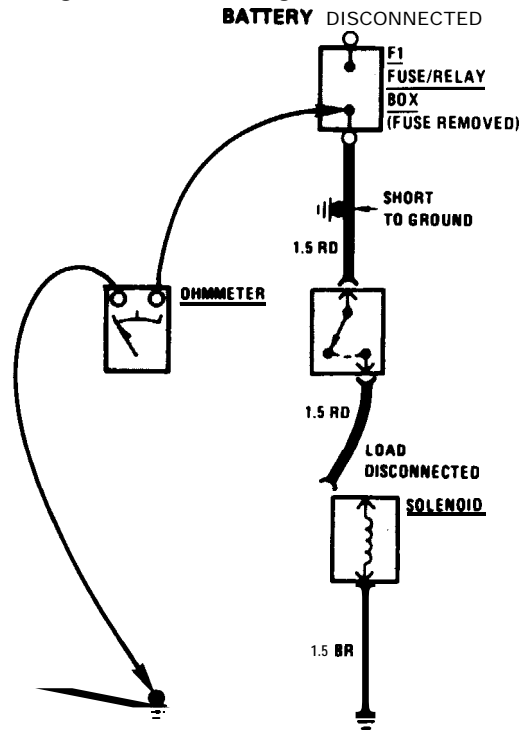 BATTERY DISCONNECTED
F1
FUSE/RELAY
BOX
(FUSE REMOVED)
SHORT
TO GROUND
1.5 RD
OHMMETER
1.5 RD
LOAD
DISCONNECTED
SOLENOID
1.5 BR